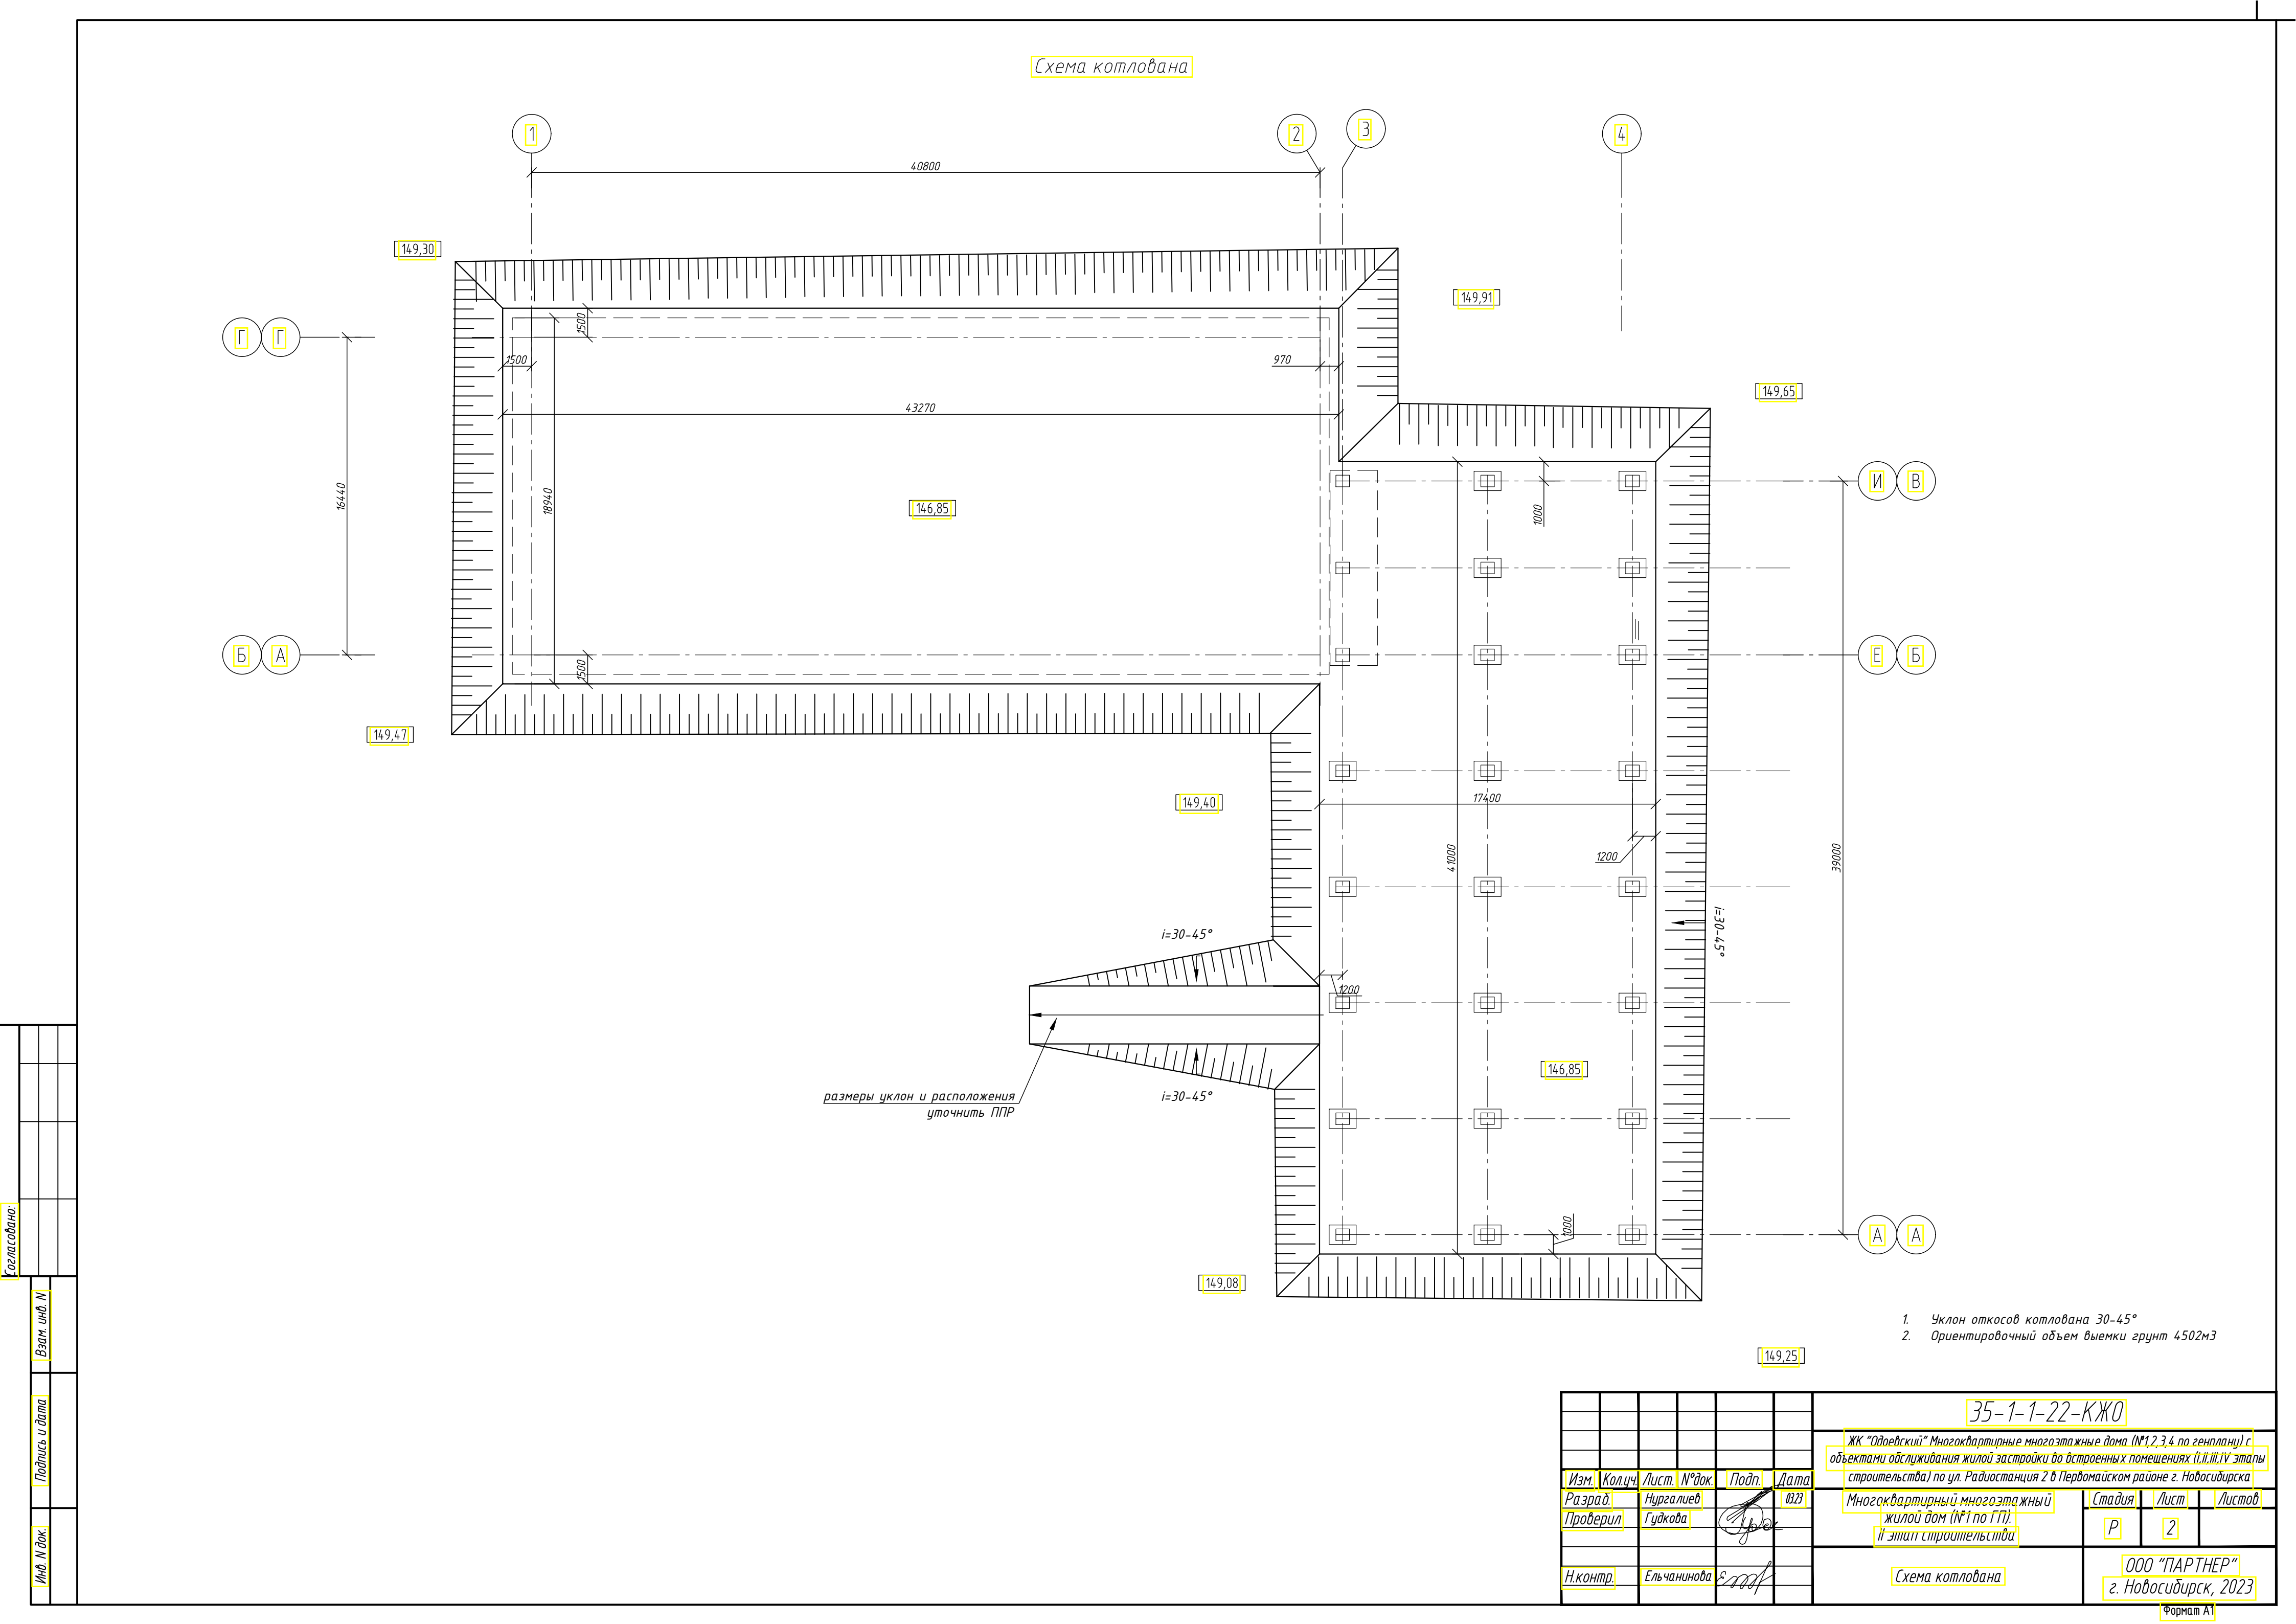 Схема котлована
1
2
3
4
40800
149,30
149,91
Г Г
1500
1500
970
149,65
43270
16440
18940
146,85
И В
1000
Б А
1500
Е Б
149,47
149,40
17400
1200
41000
39000
i=30-45°
i=30-45°
1200
146,85
размеры уклон и расположения
уточнить ППР
i=30-45°
1000
А А
149,08
1. Уклон откосов котлована 30-45°
2. Ориентировочный объем выемки грунт 4502м3
149,25
Согласовано:
Взам. инв. N
Подпись и дата
Инв. N док.
35-1-1-22-КЖ0
ЖК "Одоевский" Многоквартирные многоэтажные дома (№1,2,3,4 по генплану) с
объектами обслуживания жилой застройки во встроенных помещениях (I,II,III,IV этапы
строительства) по ул. Радиостанция 2 в Первомайском районе г. Новосибирска
Изм. Кол.уч. Лист. N°док. Подп. Дата
Разраб. Нургалиев 03.23
Проверил Гудкова
Н.контр. Ельчанинова
Многоквартирный многоэтажный
жилой дом (№1 по ГП).
II этап строительства
Стадия Лист Листов
Р 2
Схема котлована
ООО "ПАРТНЕР"
г. Новосибирск, 2023
Формат А1